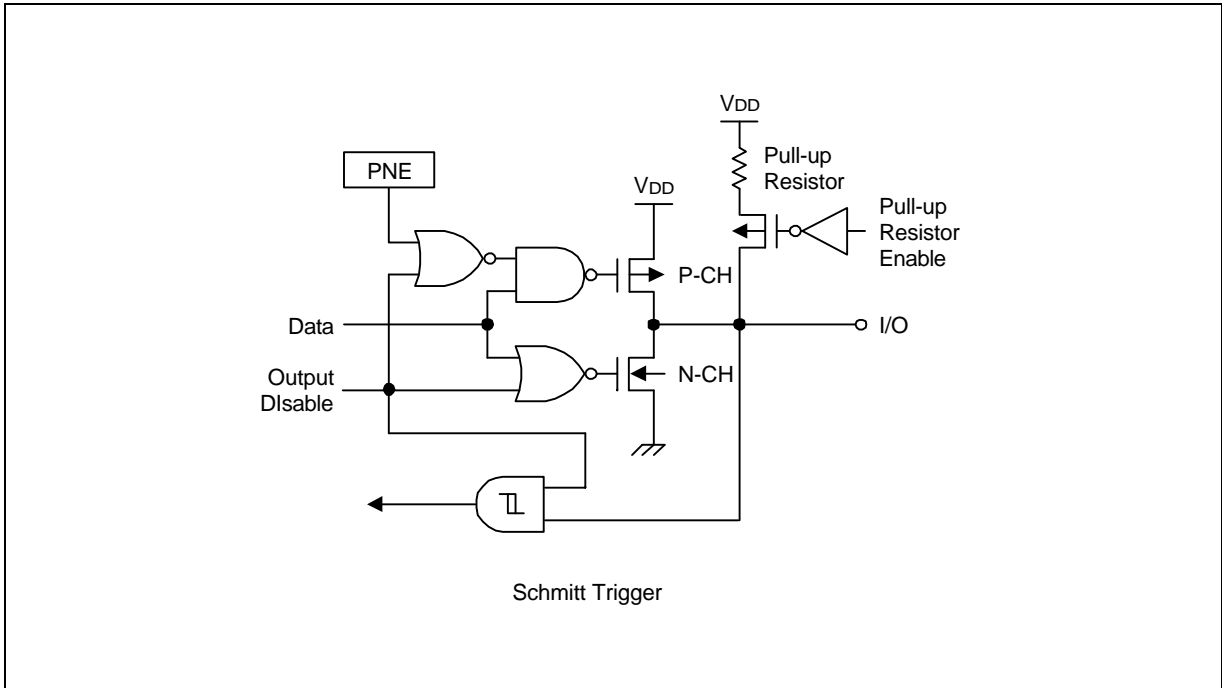 VDD
Pull-up
Resistor
PNE
VDD
Pull-up
Resistor
Enable
P-CH
Data
I/O
Output
DIsable
N-CH
Schmitt Trigger